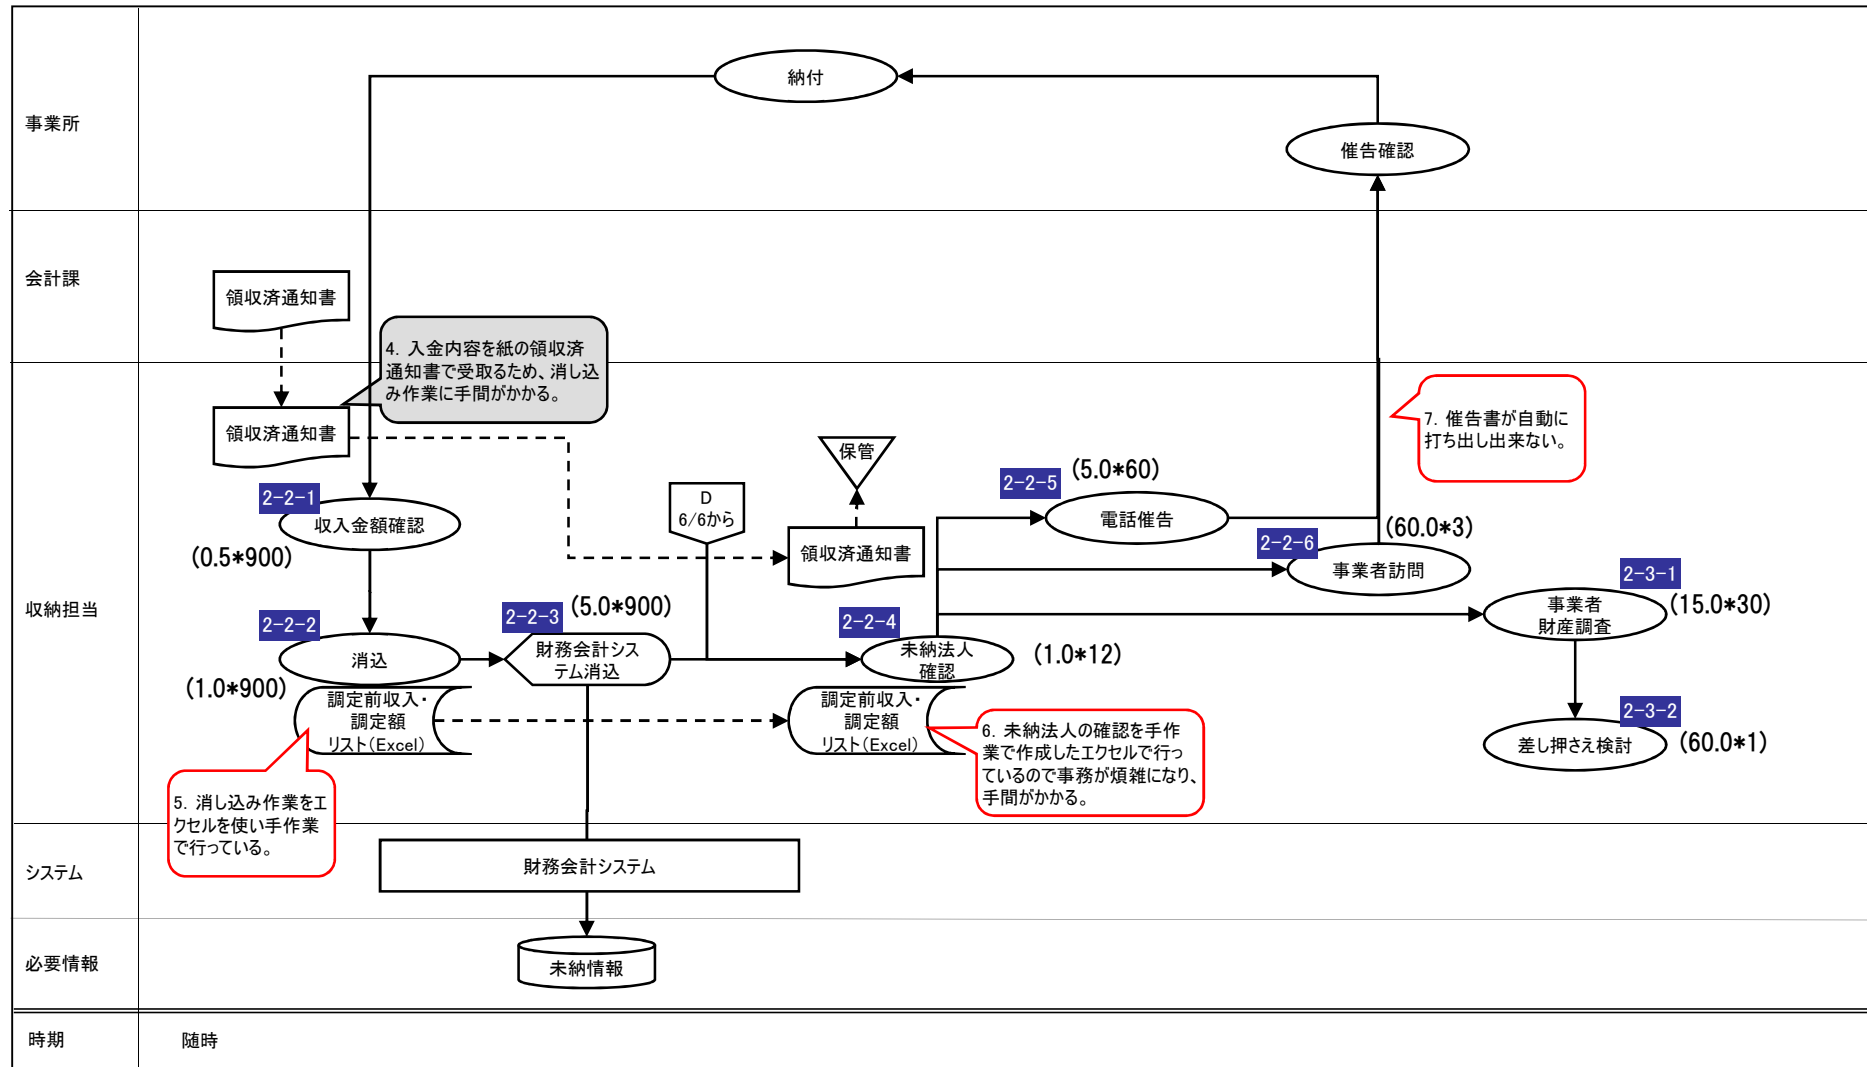 事業所
納付
催告確認
会計課
領収済通知書
4. 入金内容を紙の領収済
通知書で受取るため、消し込
み作業に手間がかかる。
収納担当
領収済通知書
2-2-1
収入金額確認
(0.5*900)
2-2-2
消込
(1.0*900)
調定前収入・
調定額
リスト(Excel)
5. 消し込み作業をエ
クセルを使い手作業
で行っている。
2-2-3
(5.0*900)
財務会計シス
テム消込
D
6/6から
保管
領収済通知書
2-2-4
未納法人
確認
(1.0*12)
調定前収入・
調定額
リスト(Excel)
6. 未納法人の確認を手作
業で作成したエクセルで行っ
ているので事務が煩雑になり、
手間がかかる。
2-2-5
(5.0*60)
電話催告
7. 催告書が自動に
打ち出し出来ない。
2-2-6
(60.0*3)
事業者訪問
2-3-1
(15.0*30)
事業者
財産調査
2-3-2
(60.0*1)
差し押さえ検討
システム
財務会計システム
必要情報
未納情報
時期
随時